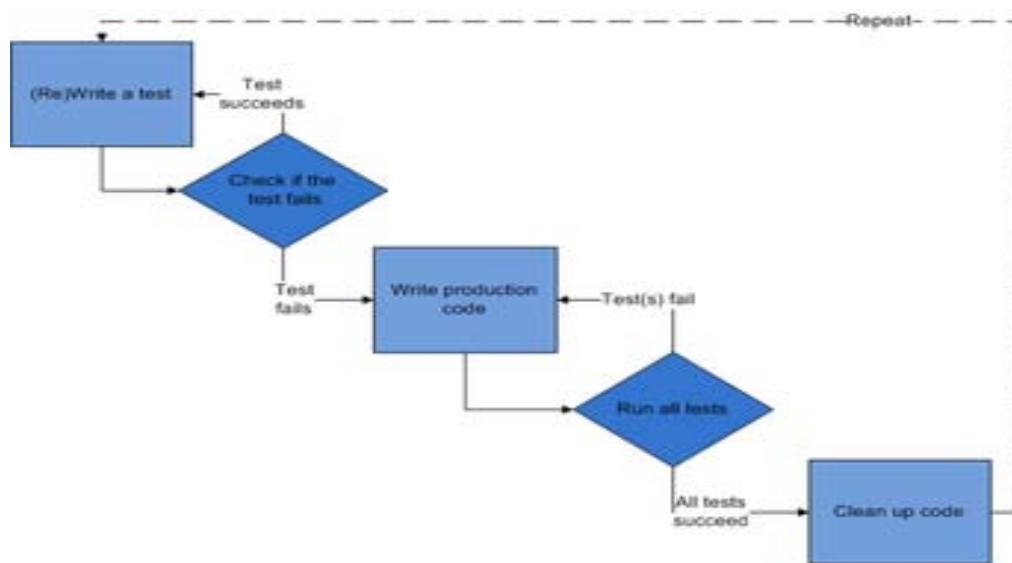 Repeat
(Re)Write a test
Test
succeeds
Check if the
test fails
Test
fails
Write production
code
Test(s) fail
Run all tests
All tests
succeed
Clean up code